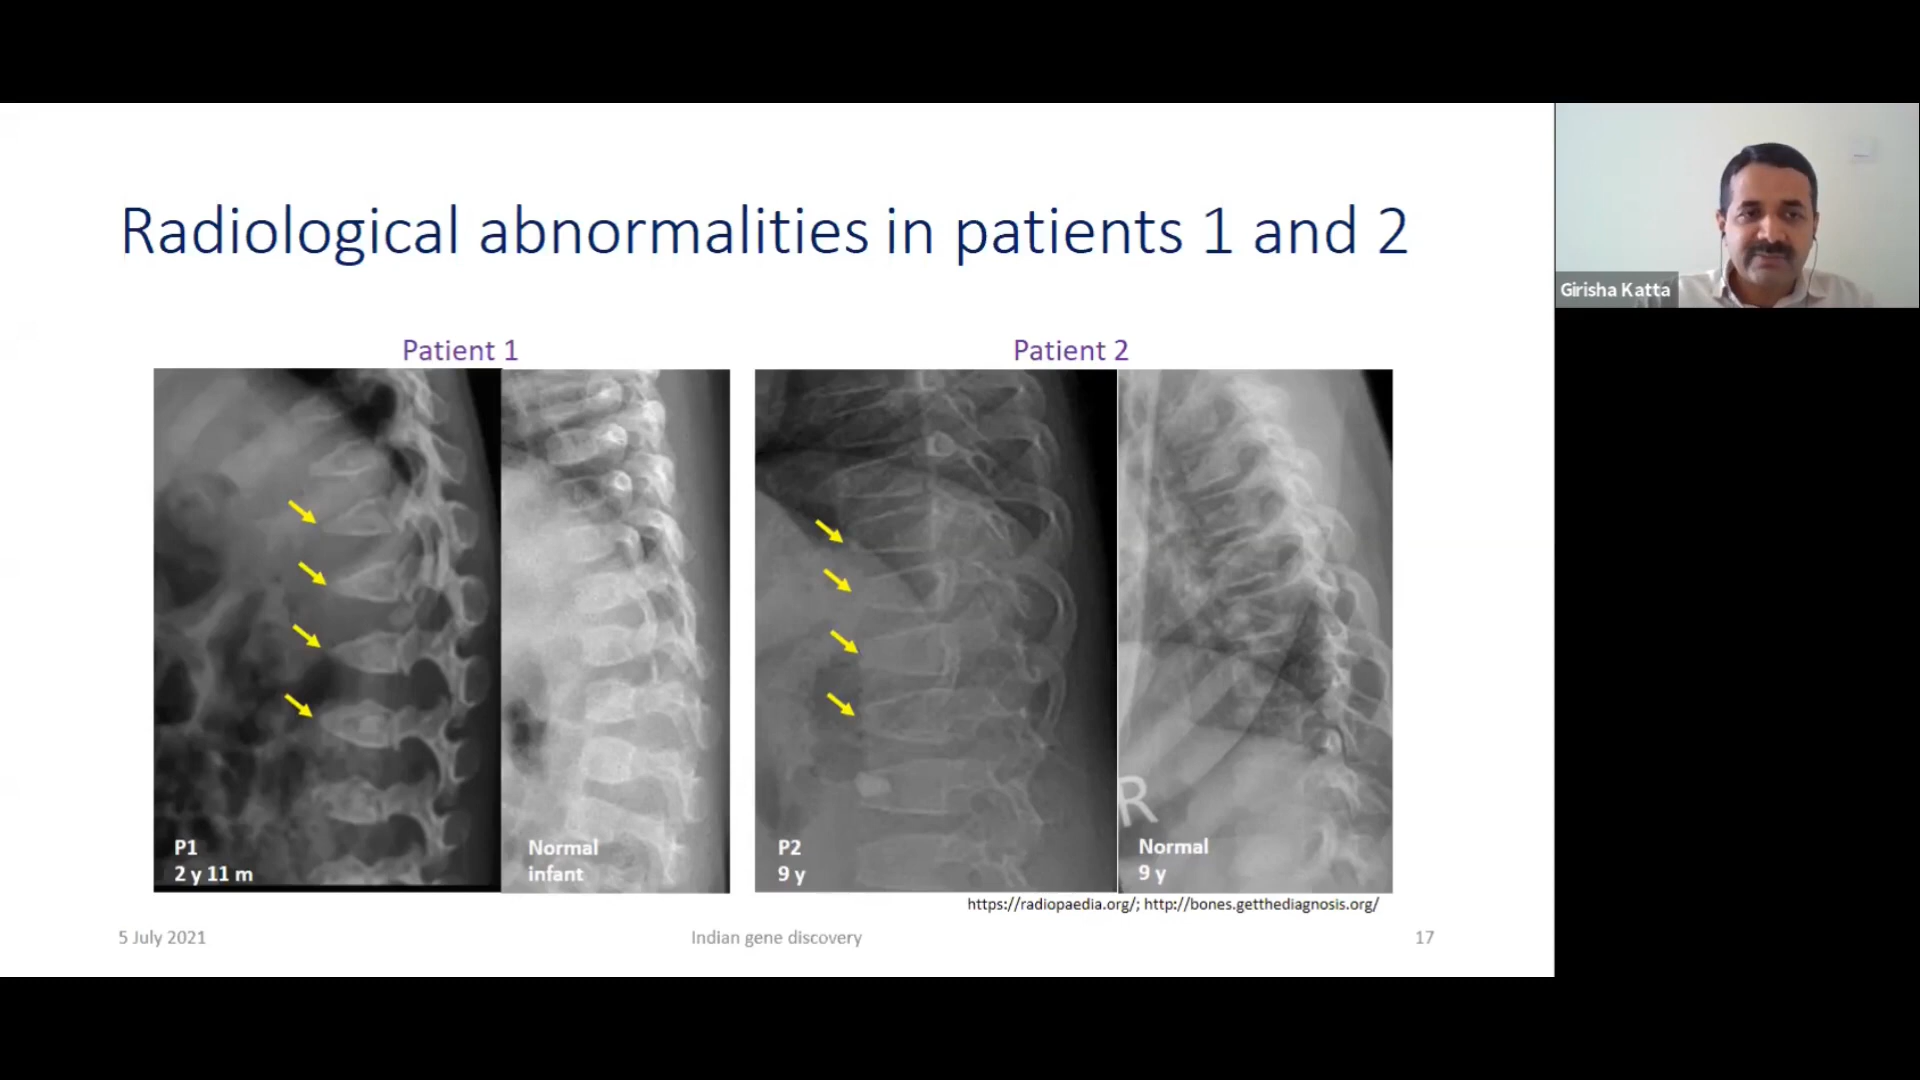 Radiological abnormalities in patients 1 and 2
Girisha Katta
Patient 1
Patient 2
P1
2 y 11 m
Normal
infant
P2
9 y
R
Normal
9 y
https://radiopaedia.org/; http://bones.getthediagnosis.org/
5 July 2021
Indian gene discovery
17